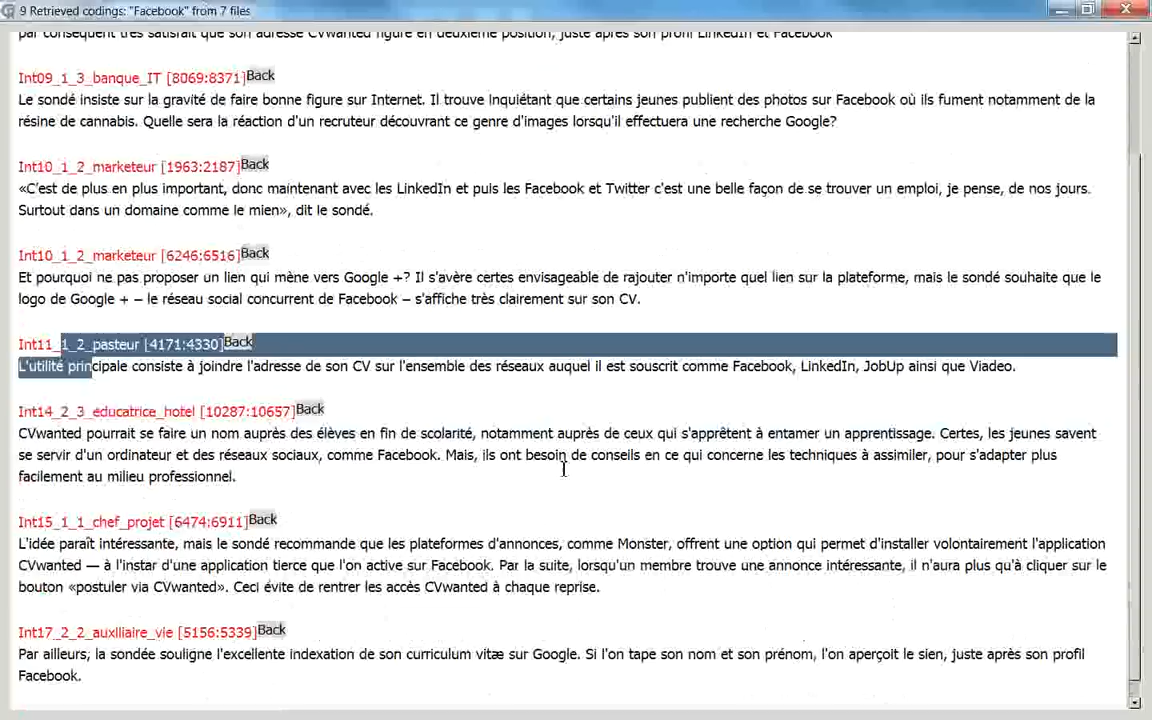 9 Retrieved codings: "Facebook" from 7 files
par conséquent très satisfait que son adresse CVwanted figure en deuxième position, juste après son profil LinkedIn et Facebook
Int09_1_3_banque_IT [8069:8371]Back
Le sondé insiste sur la gravité de faire bonne figure sur Internet. Il trouve inquiétant que certains jeunes publient des photos sur Facebook où ils fument notamment de la
résine de cannabis. Quelle sera la réaction d'un recruteur découvrant ce genre d'images lorsqu'il effectuera une recherche Google?
Int10_1_2_marketeur [1963:2187]Back
«C'est de plus en plus important, donc maintenant avec les LinkedIn et puis les Facebook et Twitter c'est une belle façon de se trouver un emploi, je pense, de nos jours.
Surtout dans un domaine comme le mien», dit le sondé.
Int10_1_2_marketeur [6246:6516]Back
Et pourquoi ne pas proposer un lien qui mène vers Google +? Il s'avère certes envisageable de rajouter n'importe quel lien sur la plateforme, mais le sondé souhaite que le
logo de Google + – le réseau social concurrent de Facebook – s'affiche très clairement sur son CV.
Int11_1_2_pasteur [4171:4330]Back
L'utilité principale consiste à joindre l'adresse de son CV sur l'ensemble des réseaux auquel il est souscrit comme Facebook, LinkedIn, JobUp ainsi que Viadeo.
Int14_2_3_educatrice_hotel [10287:10657]Back
CVwanted pourrait se faire un nom auprès des élèves en fin de scolarité, notamment auprès de ceux qui s'apprêtent à entamer un apprentissage. Certes, les jeunes savent
se servir d'un ordinateur et des réseaux sociaux, comme Facebook. Mais, ils ont besoin de conseils en ce qui concerne les techniques à assimiler, pour s'adapter plus
facilement au milieu professionnel.
Int15_1_1_chef_projet [6474:6911]Back
L'idée paraît intéressante, mais le sondé recommande que les plateformes d'annonces, comme Monster, offrent une option qui permet d'installer volontairement l'application
CVwanted — à l'instar d'une application tierce que l'on active sur Facebook. Par la suite, lorsqu'un membre trouve une annonce intéressante, il n'aura plus qu'à cliquer sur le
bouton «postuler via CVwanted». Ceci évite de rentrer les accès CVwanted à chaque reprise.
Int17_2_2_auxiliaire_vie [5156:5339]Back
Par ailleurs, la sondée souligne l'excellente indexation de son curriculum vitæ sur Google. Si l'on tape son nom et son prénom, l'on aperçoit le sien, juste après son profil
Facebook.